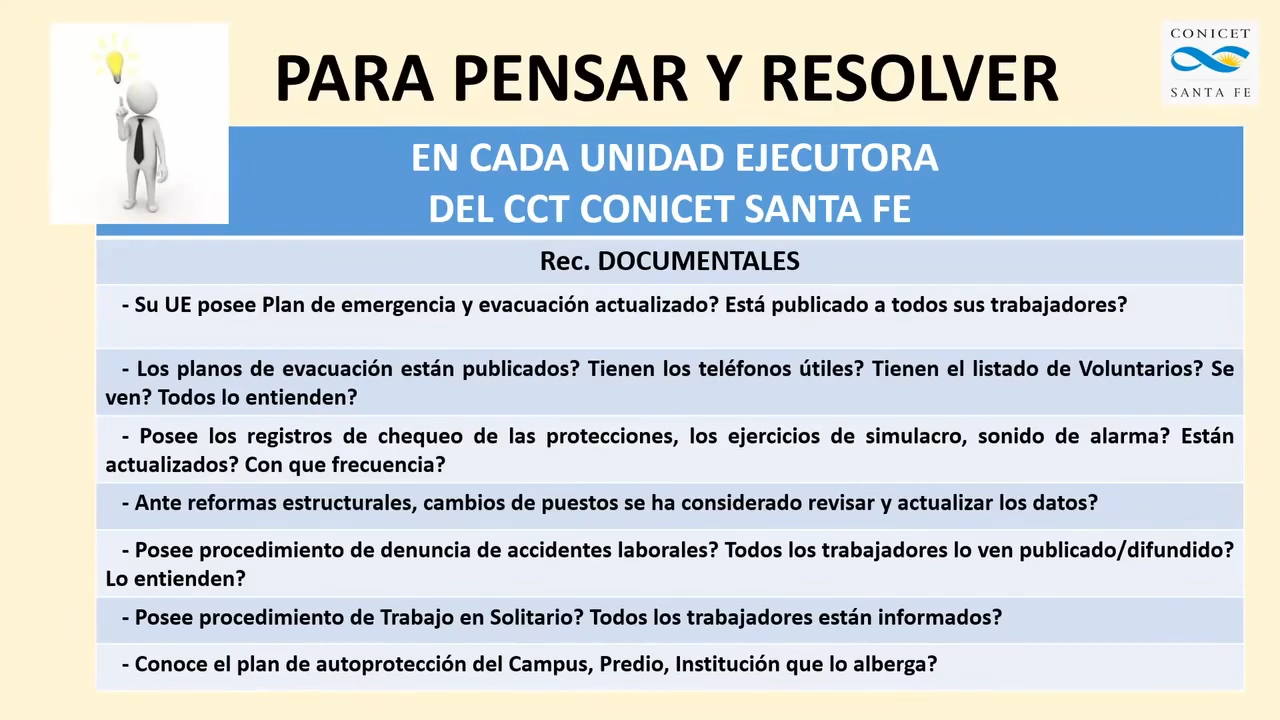 PARA PENSAR Y RESOLVER
CONICET
SANTA FE
EN CADA UNIDAD EJECUTORA
DEL CCT CONICET SANTA FE
Rec. DOCUMENTALES
- Su UE posee Plan de emergencia y evacuación actualizado? Está publicado a todos sus trabajadores?
- Los planos de evacuación están publicados? Tienen los teléfonos útiles? Tienen el listado de Voluntarios? Se
ven? Todos lo entienden?
- Posee los registros de chequeo de las protecciones, los ejercicios de simulacro, sonido de alarma? Están
actualizados? Con que frecuencia?
- Ante reformas estructurales, cambios de puestos se ha considerado revisar y actualizar los datos?
- Posee procedimiento de denuncia de accidentes laborales? Todos los trabajadores lo ven publicado/difundido?
Lo entienden?
- Posee procedimiento de Trabajo en Solitario? Todos los trabajadores están informados?
- Conoce el plan de autoprotección del Campus, Predio, Institución que lo alberga?